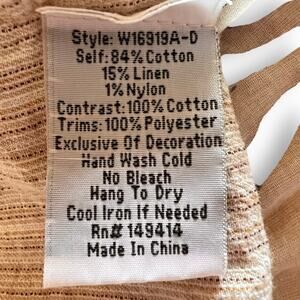 Style: W16919A-D
Self: 84% Cotton
15% Linen
1% Nylon
Contrast: 100% Cotton
Trims: 100% Polyester
Exclusive Of Decoration
Hand Wash Cold
No Bleach
Hang To Dry
Cool Iron If Needed
Rn# 149414
Made In China